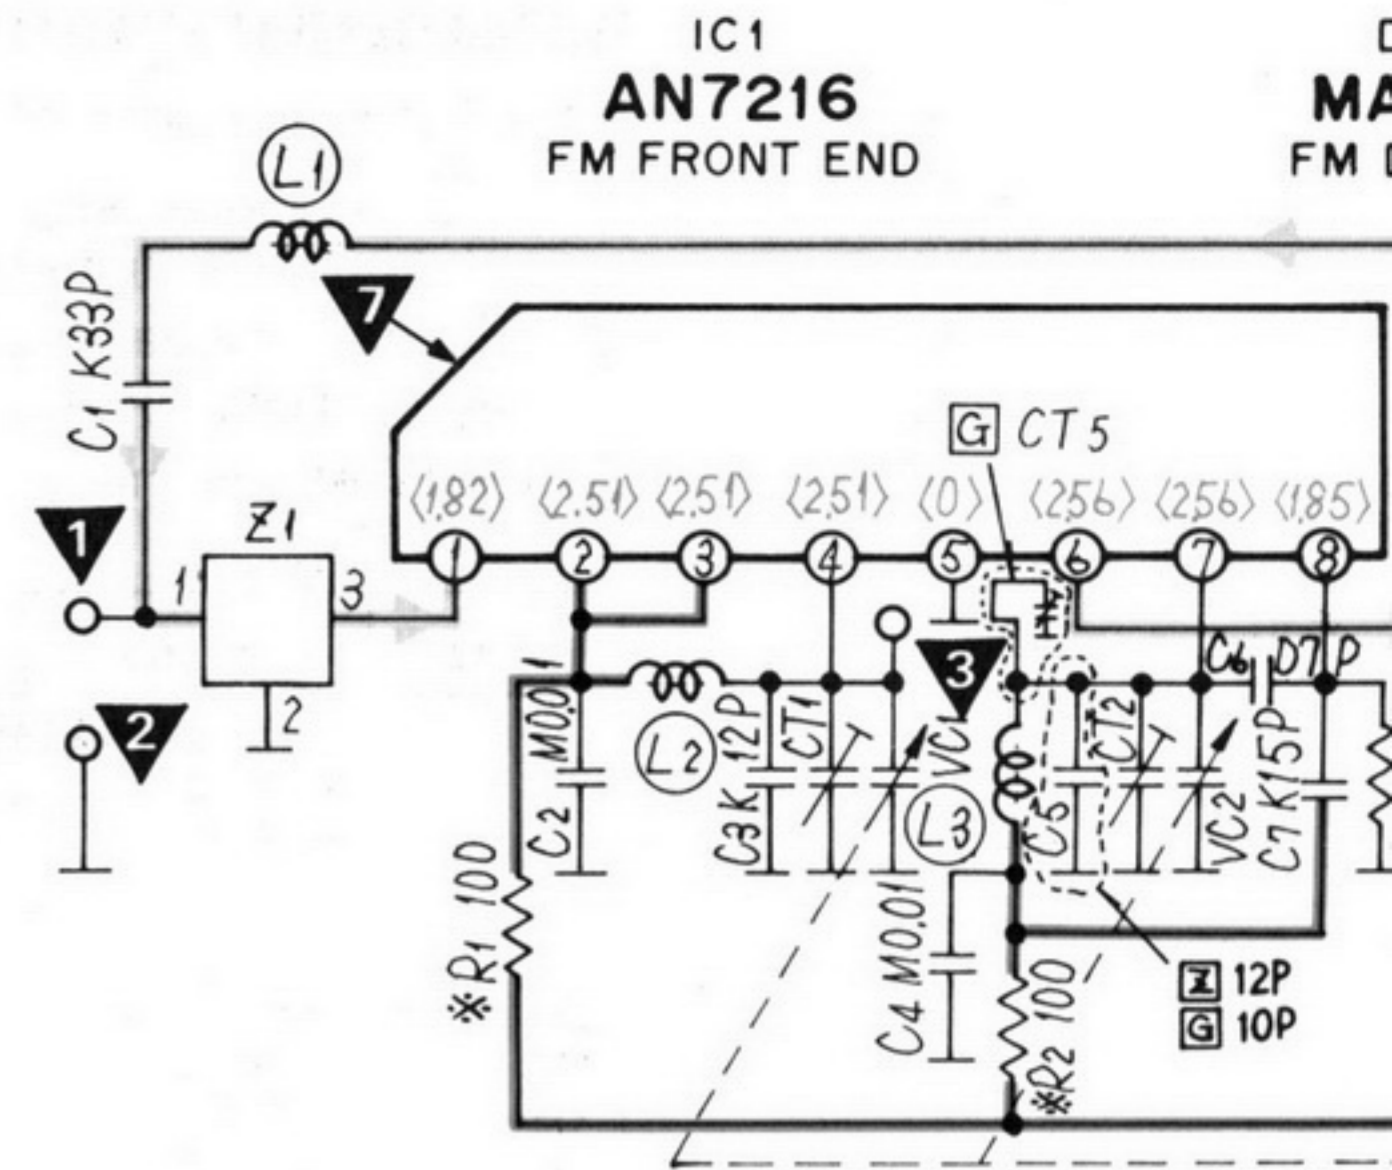 IC1
AN7216
FM FRONT END
MA
FM
L1
7
C1 K33P
G CT5
<1.82> <2.51> <2.51> <2.51> <0> <2.56> <2.56> <1.85>
1 2 3 4 5 6 7 8
1
Z1
1 3
2
2
3
C2 M0.01
L2
C3 K 12P
CT1
VC1
L3
C5
CT2
VC2
C6 D7P
C7 K15P
※R1 100
C4 M0.01
※R2 100
Z 12P
G 10P